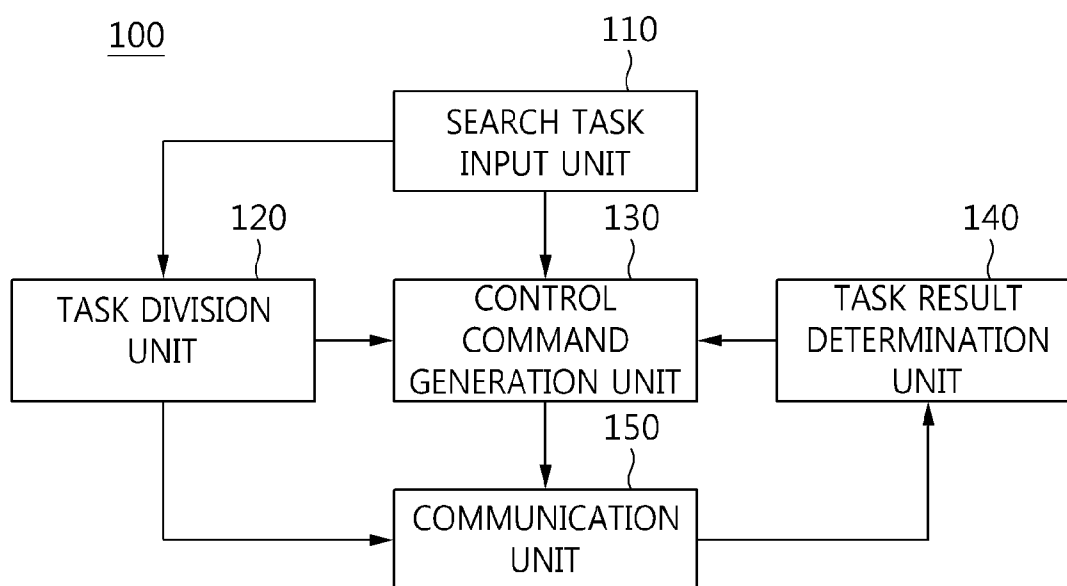 100
110
SEARCH TASK
INPUT UNIT
120
TASK DIVISION
UNIT
130
CONTROL
COMMAND
GENERATION UNIT
140
TASK RESULT
DETERMINATION
UNIT
150
COMMUNICATION
UNIT